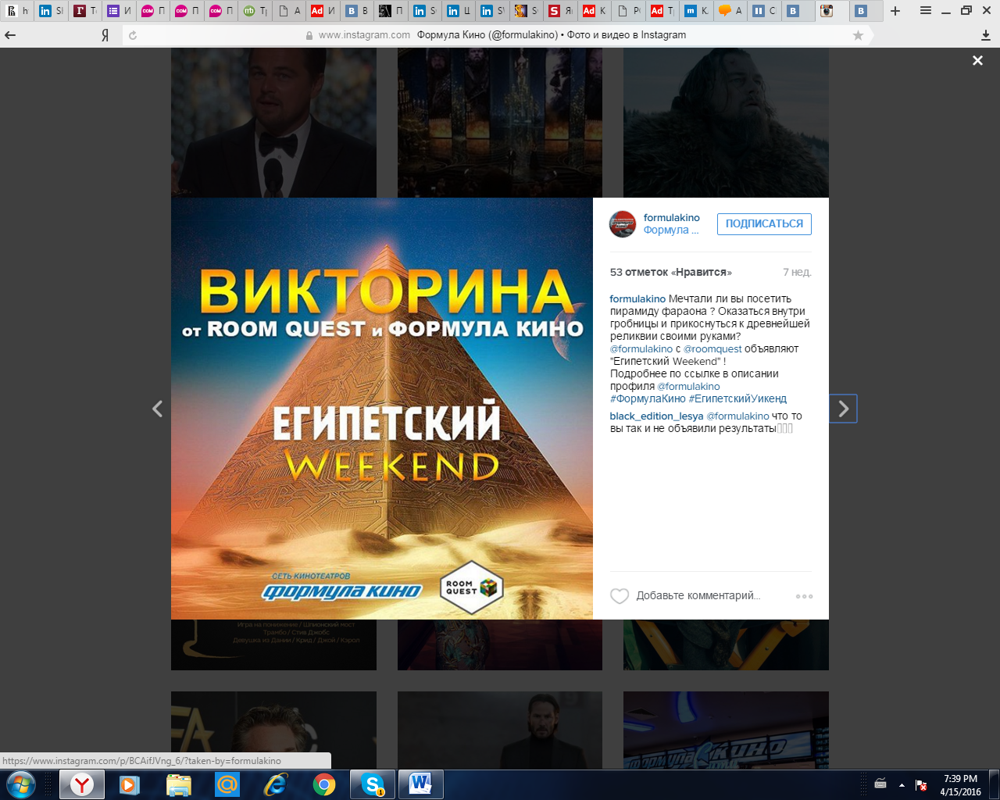 h
SI
Т
И
П
П
П
Т
А
И
В
П
S
Ц
S
S
Я
К
Р
Т
К
А
С
В
В
Я
www.instagram.com Формула Кино (@formulakino) • Фото и видео в Instagram
ВИКТОРИНА
от ROOM QUEST и ФОРМУЛА КИНО
ЕГИПЕТСКИЙ
WEEKEND
СЕТЬ КИНОТЕАТРОВ
ФОРМУЛА КИНО
ROOM
QUEST
formulakino
Формула ...
ПОДПИСАТЬСЯ
53 отметок «Нравится»
7 нед.
formulakino Мечтали ли вы посетить
пирамиду фараона ? Оказаться внутри
гробницы и прикоснуться к древнейшей
реликвии своими руками?
@formulakino с @roomquest объявляют
"Египетский Weekend" !
Подробнее по ссылке в описании
профиля @formulakino
#ФормулаКино #ЕгипетскийУикенд
black_edition_lesya @formulakino что то
вы так и не объявили результаты
Добавьте комментарий...
Игра на понижение / Шпионский мост
Трамбо / Стив Джобс
Девушка из Дании / Крид / Джой / Кэрол
ФОРМУЛА КИНО
https://www.instagram.com/p/BCAifJVng_6/?taken-by=formulakino
7:39 PM
4/15/2016